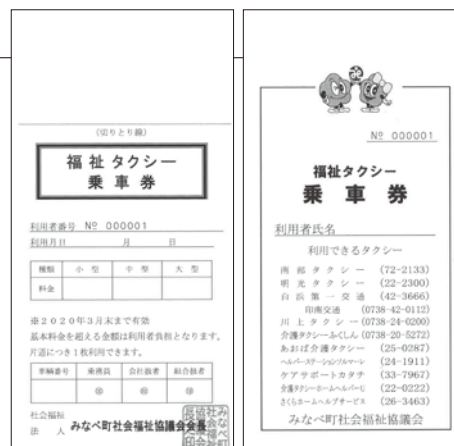 (切りとり線)
福祉タクシー
乗車券
利用者番号 № 000001
利用月日 月 日
種類 小型 中型 大型
料金
※2020年3月末まで有効
基本料金を超える金額は利用者負担となります。
片道につき1枚利用できます。
車輌番号 乗務員 会社扱者 組合扱者
㊞ ㊞ ㊞
社会福祉
法人 みなべ町社会福祉協議会会長
№ 000001
福祉タクシー
乗車券
利用者氏名
利用できるタクシー
南部タクシー (72-2133)
明光タクシー (22-2300)
白浜第一交通 (42-3666)
印南交通 (0738-42-0112)
川上タクシー (0738-24-0200)
介護タクシーふくしん (0738-20-5272)
あおば介護タクシー (25-0287)
ヘルパーステーションソルマーレ (24-1911)
ケアサポートカタチ (33-7967)
介護タクシーホームヘルパーじ (22-0222)
さくらホームヘルプサービス (26-3463)
みなべ町社会福祉協議会